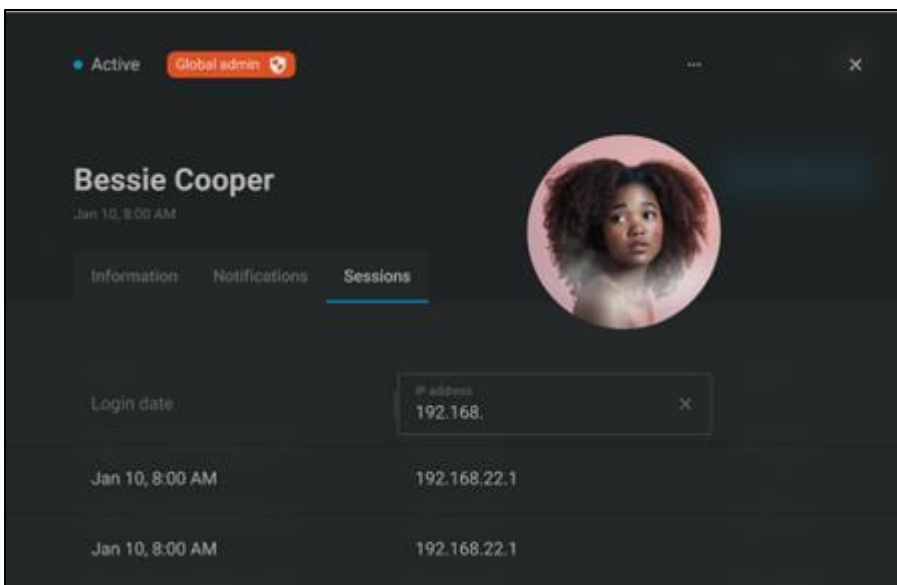 Active Global admin ...
Bessie Cooper
Jan 10, 8:00 AM
Information Notifications Sessions
IP address
Login date 192.168.
Jan 10, 8:00 AM 192.168.22.1
Jan 10, 8:00 AM 192.168.22.1